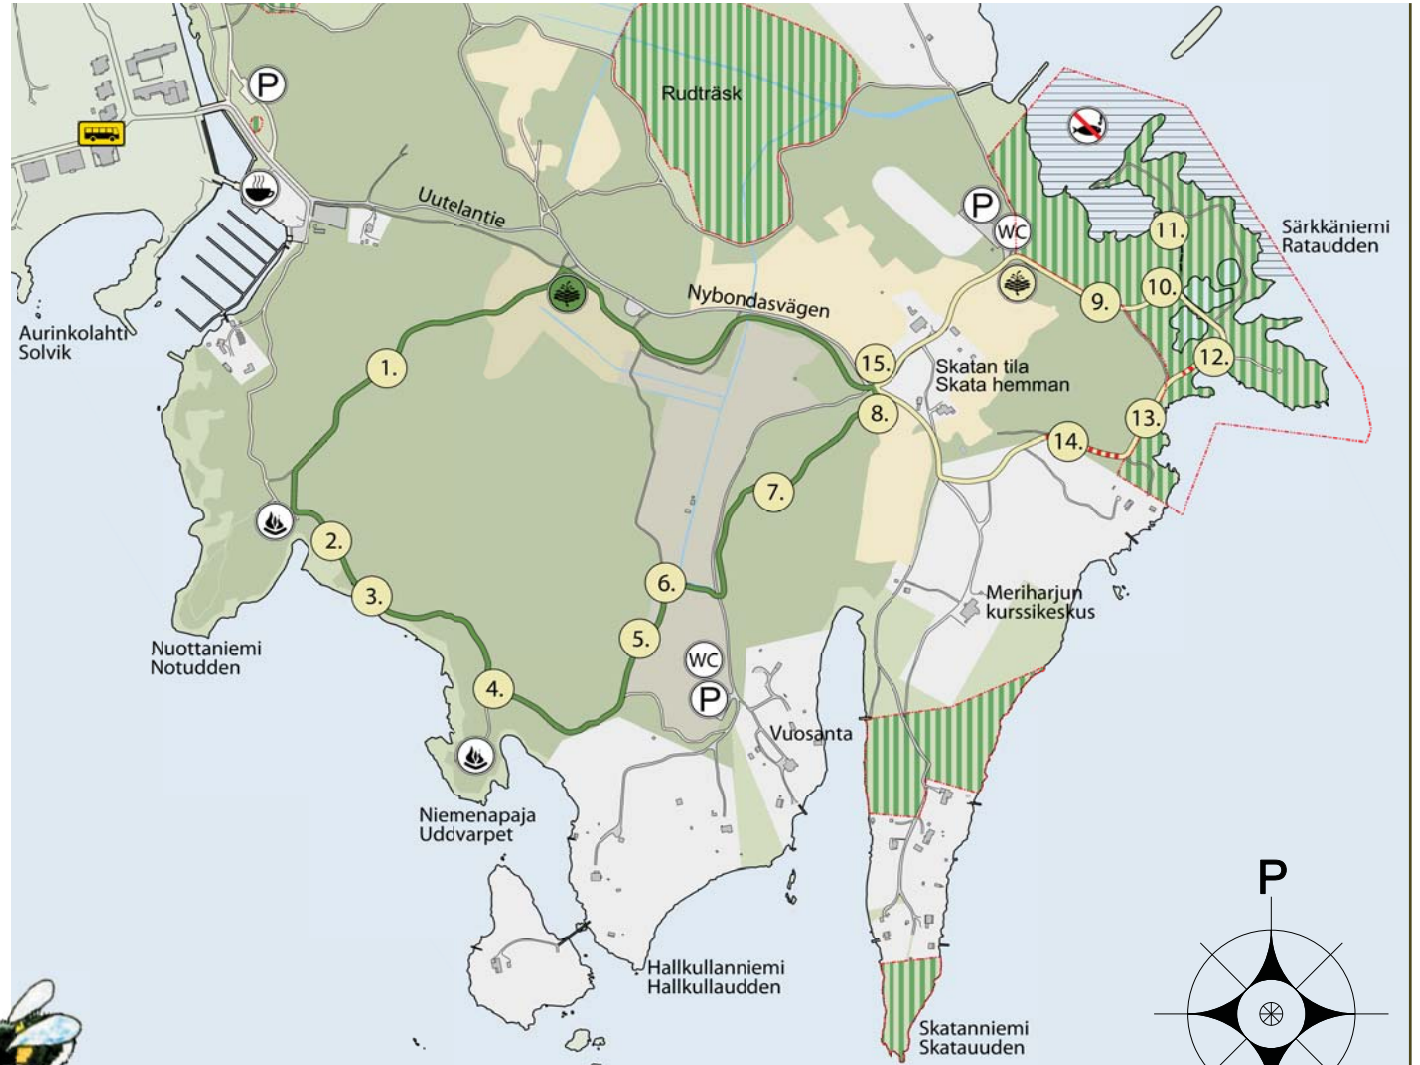 P
Rudträsk
Uutelantie
P
WC
11.
Särkkäniemi
Rataudden
Nybondasvägen
9.
10.
Aurinkolahti
Solvik
1.
15.
Skatan tila
Skata hemman
12.
8.
13.
14.
7.
2.
3.
6.
Meriharjun
kurssikeskus
5.
Nuottaniemi
Notudden
WC
4.
P
Vuosanta
Niemenapaja
Uddvarpet
P
Hallkullanniemi
Hallkullaudden
Skatanniemi
Skatauuden